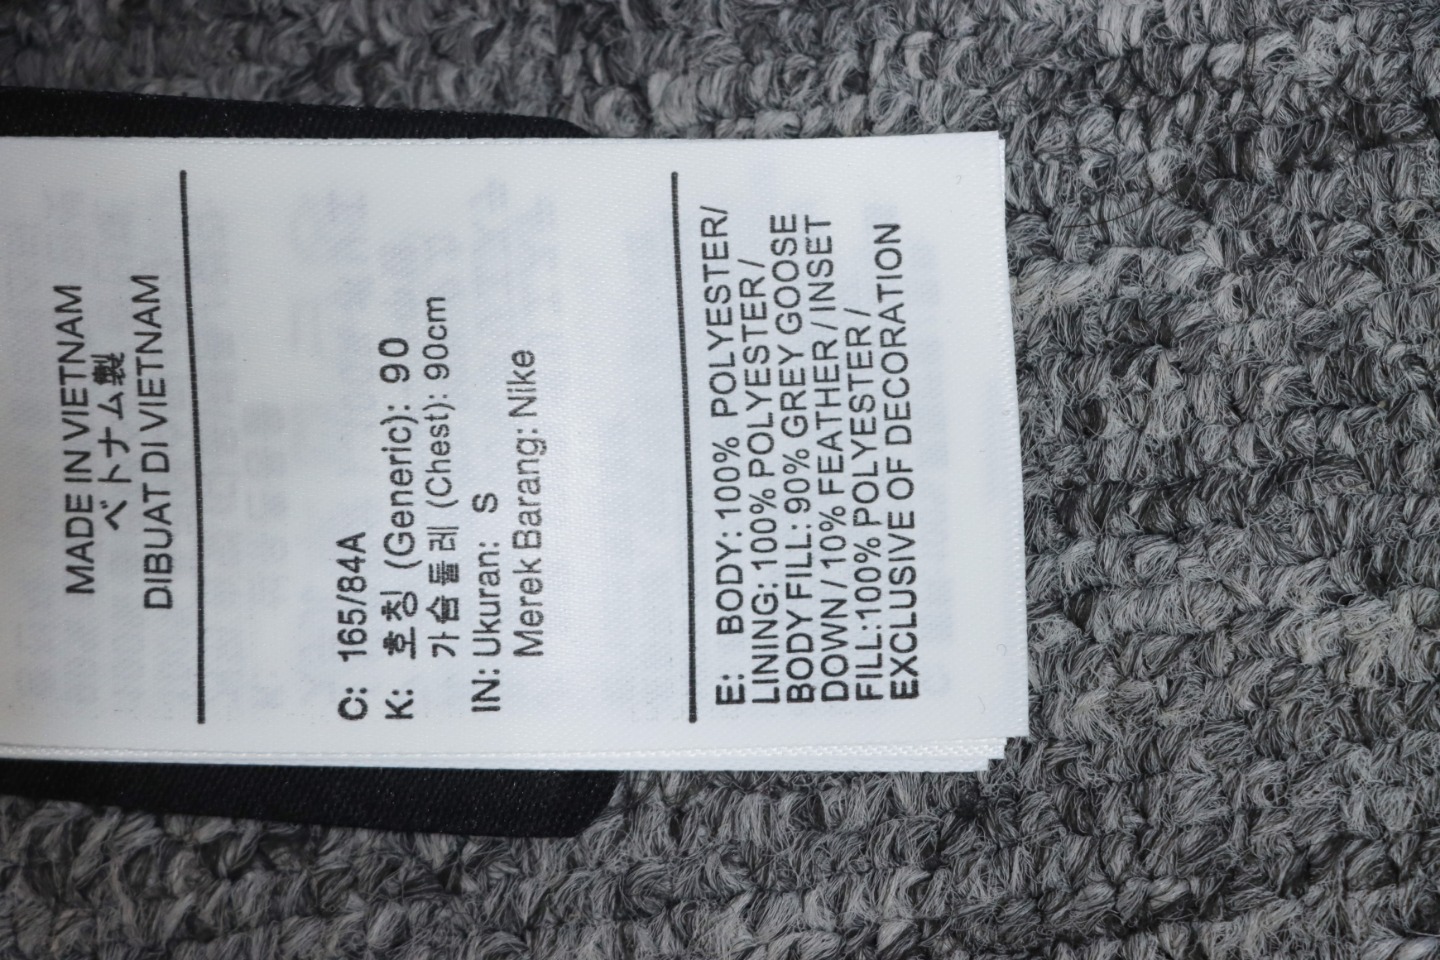 MADE IN VIETNAM
ベトナム製
DIBUAT DI VIETNAM
C: 165/84A
K: 호칭 (Generic): 90
가슴둘레 (Chest): 90cm
IN: Ukuran: S
Merek Barang: Nike
E: BODY: 100% POLYESTER/
LINING: 100% POLYESTER/
BODY FILL: 90% GREY GOOSE
DOWN / 10% FEATHER / INSET
FILL:100% POLYESTER /
EXCLUSIVE OF DECORATION